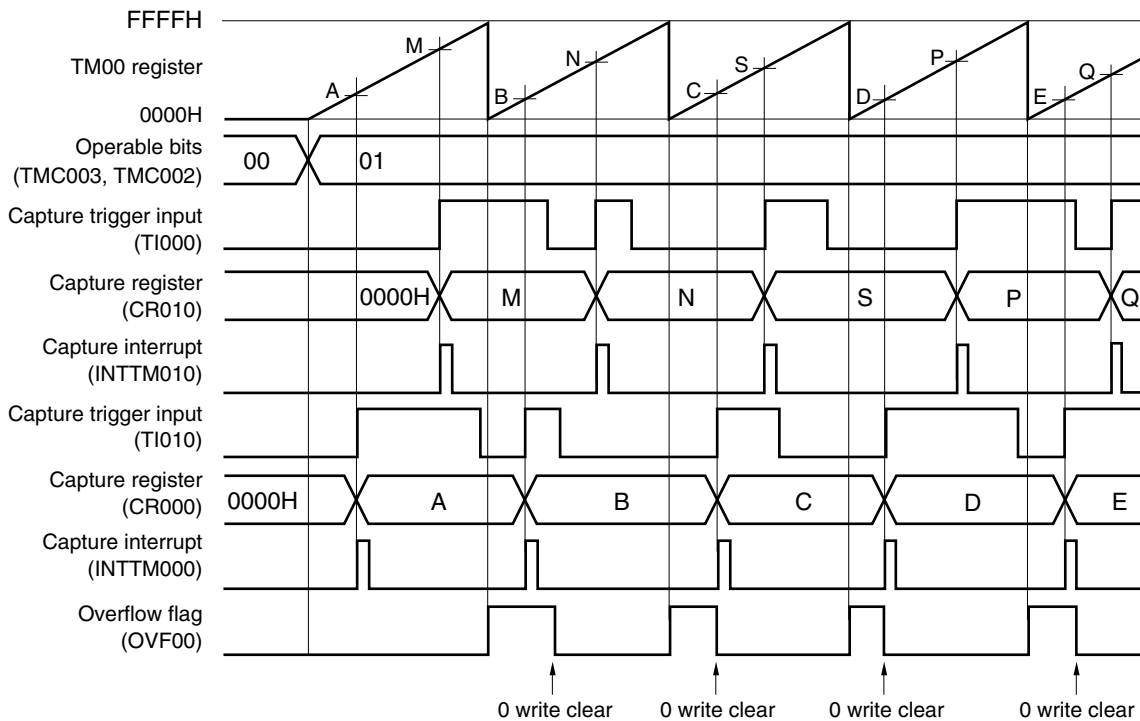 FFFFH
TM00 register
0000H
A M B N C S D P E Q
Operable bits
(TMC003, TMC002)
00 01
Capture trigger input
(TI000)
Capture register
(CR010)
0000H M N S P Q
Capture interrupt
(INTTM010)
Capture trigger input
(TI010)
Capture register
(CR000)
0000H A B C D E
Capture interrupt
(INTTM000)
Overflow flag
(OVF00)
0 write clear 0 write clear 0 write clear 0 write clear